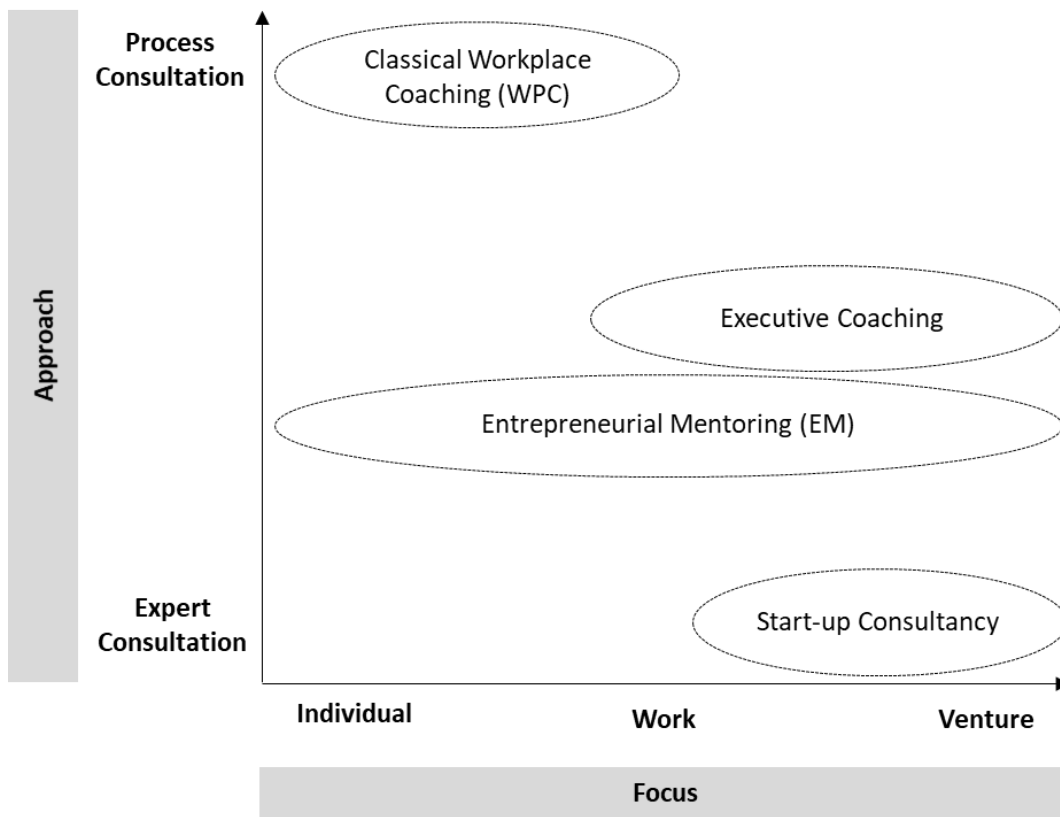 Process
Consultation
Classical Workplace
Coaching (WPC)
Approach
Executive Coaching
Entrepreneurial Mentoring (EM)
Expert
Consultation
Start-up Consultancy
Individual
Work
Venture
Focus